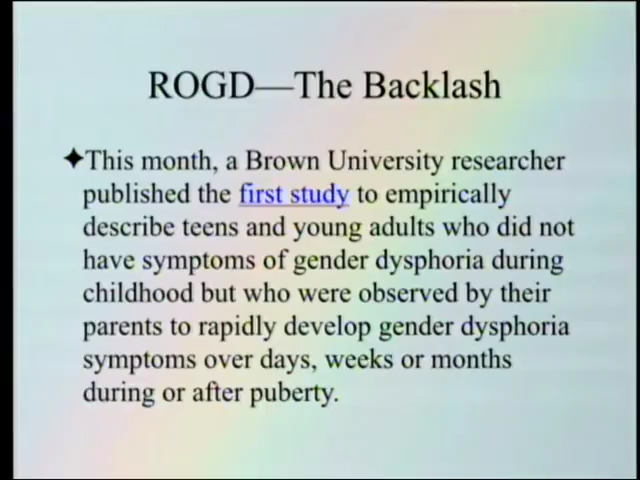 ROGD—The Backlash
✦This month, a Brown University researcher
published the first study to empirically
describe teens and young adults who did not
have symptoms of gender dysphoria during
childhood but who were observed by their
parents to rapidly develop gender dysphoria
symptoms over days, weeks or months
during or after puberty.